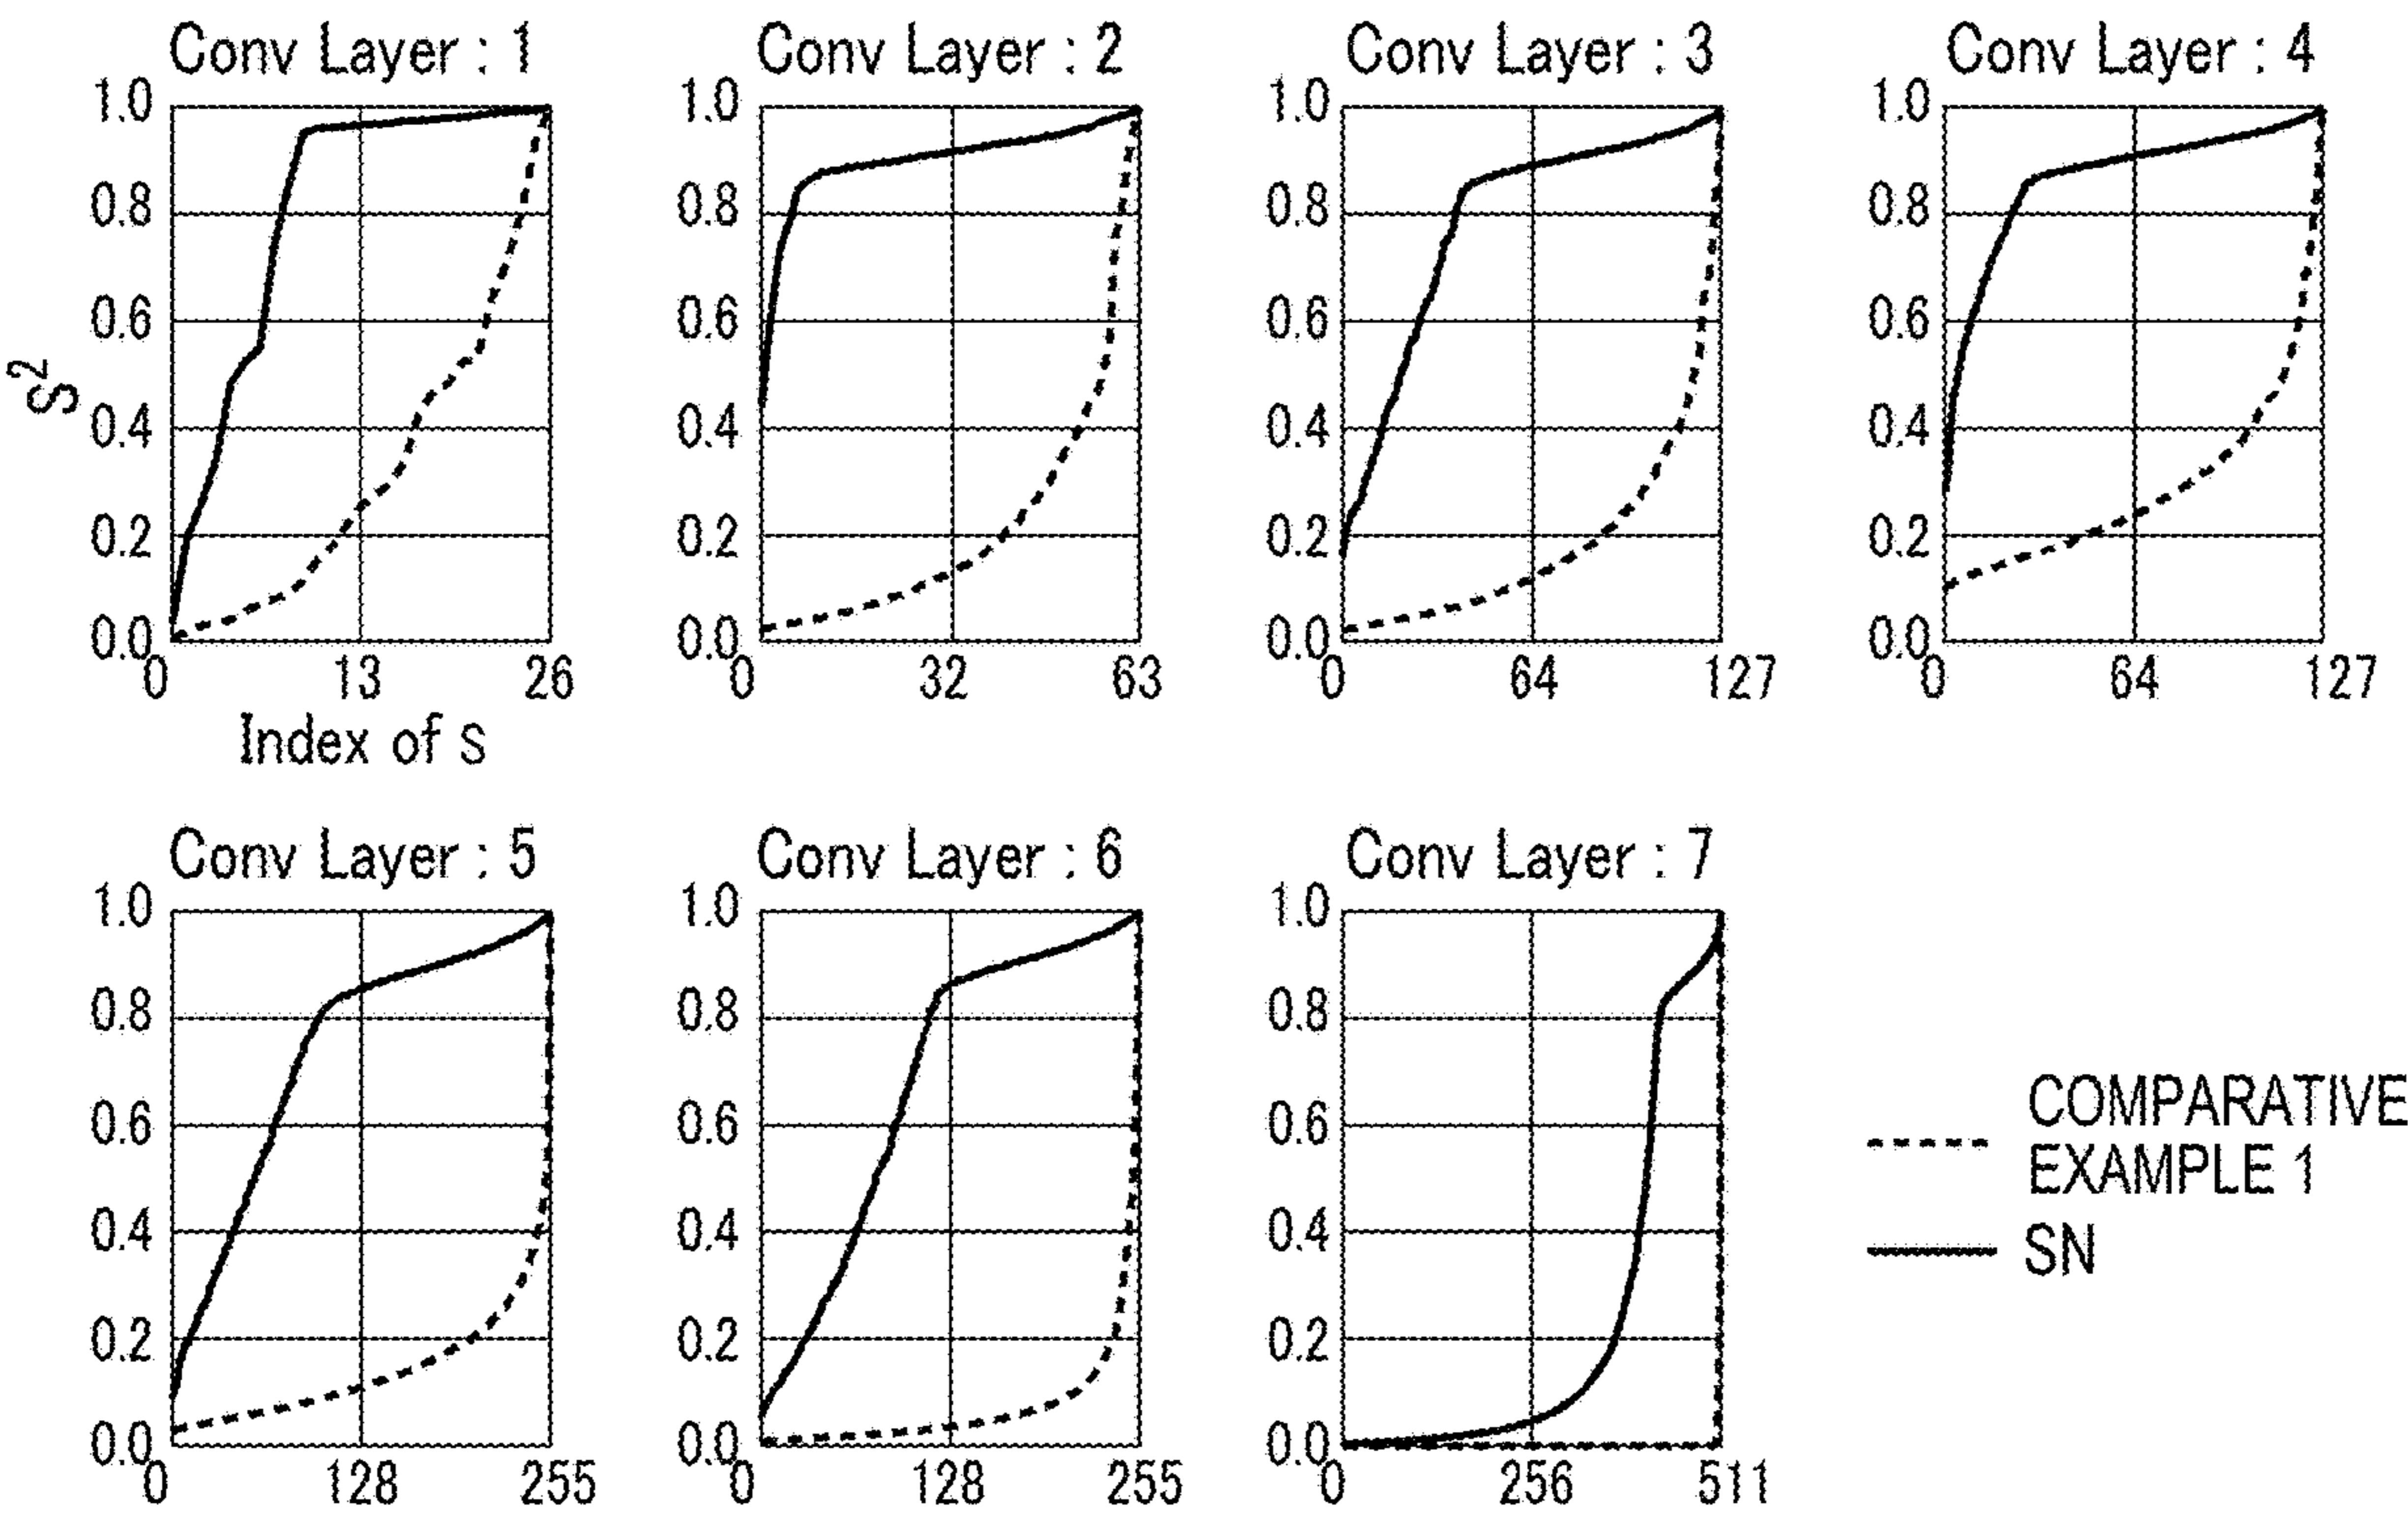 Conv Layer : 1
Conv Layer : 2
Conv Layer : 3
Conv Layer : 4
1.0 1.0 1.0 1.0
0.8 0.8 0.8 0.8
0.6 0.6 0.6 0.6
s²
0.4 0.4 0.4 0.4
0.2 0.2 0.2 0.2
0.0 0.0 0.0 0.0
0 13 26 0 32 63 0 64 127 0 64 127
Index of s
Conv Layer : 5
Conv Layer : 6
Conv Layer : 7
1.0 1.0 1.0
0.8 0.8 0.8
0.6 0.6 0.6
0.4 0.4 0.4
0.2 0.2 0.2
0.0 0.0 0.0
0 128 255 0 128 255 0 256 511
COMPARATIVE
EXAMPLE 1
SN